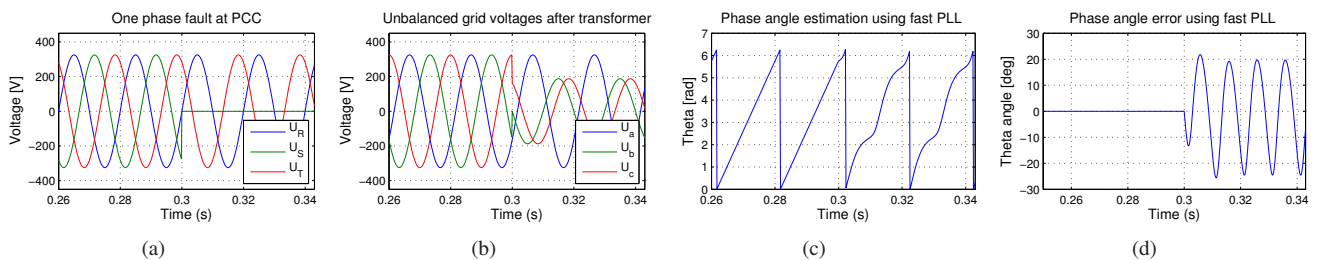 One phase fault at PCC
400
200
0
−200
−400
0.26
0.28
0.3
0.32
0.34
Voltage [V]
Time (s)
U_R
U_S
U_T
(a)
Unbalanced grid voltages after transformer
400
200
0
−200
−400
0.26
0.28
0.3
0.32
0.34
Voltage [V]
Time (s)
U_a
U_b
U_c
(b)
Phase angle estimation using fast PLL
7
6
5
4
3
2
1
0
0.26
0.28
0.3
0.32
0.34
Theta [rad]
Time (s)
(c)
Phase angle error using fast PLL
30
20
10
0
−10
−20
−30
0.26
0.28
0.3
0.32
0.34
Theta angle [deg]
Time (s)
(d)